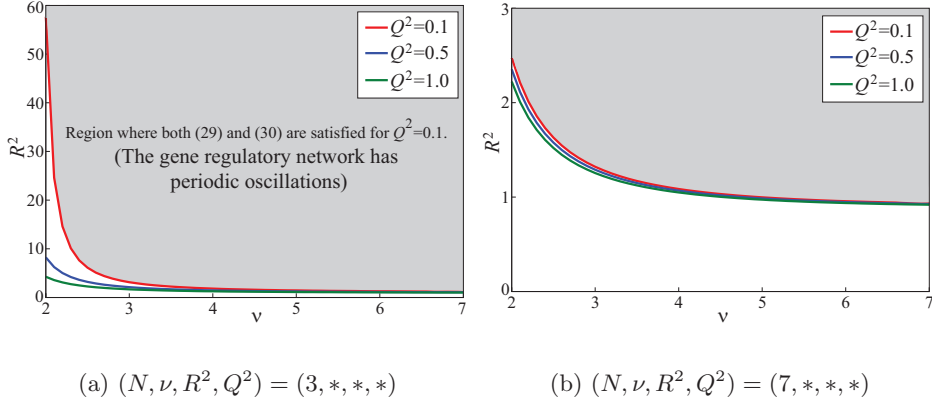 60
50
40
30
20
10
0
R²
2
3
4
5
6
7
ν
Q²=0.1
Q²=0.5
Q²=1.0
Region where both (29) and (30) are satisfied for Q²=0.1.
(The gene regulatory network has
periodic oscillations)
(a) (N, ν, R², Q²) = (3, ∗, ∗, ∗)
3
2
1
0
R²
2
3
4
5
6
7
ν
Q²=0.1
Q²=0.5
Q²=1.0
(b) (N, ν, R², Q²) = (7, ∗, ∗, ∗)